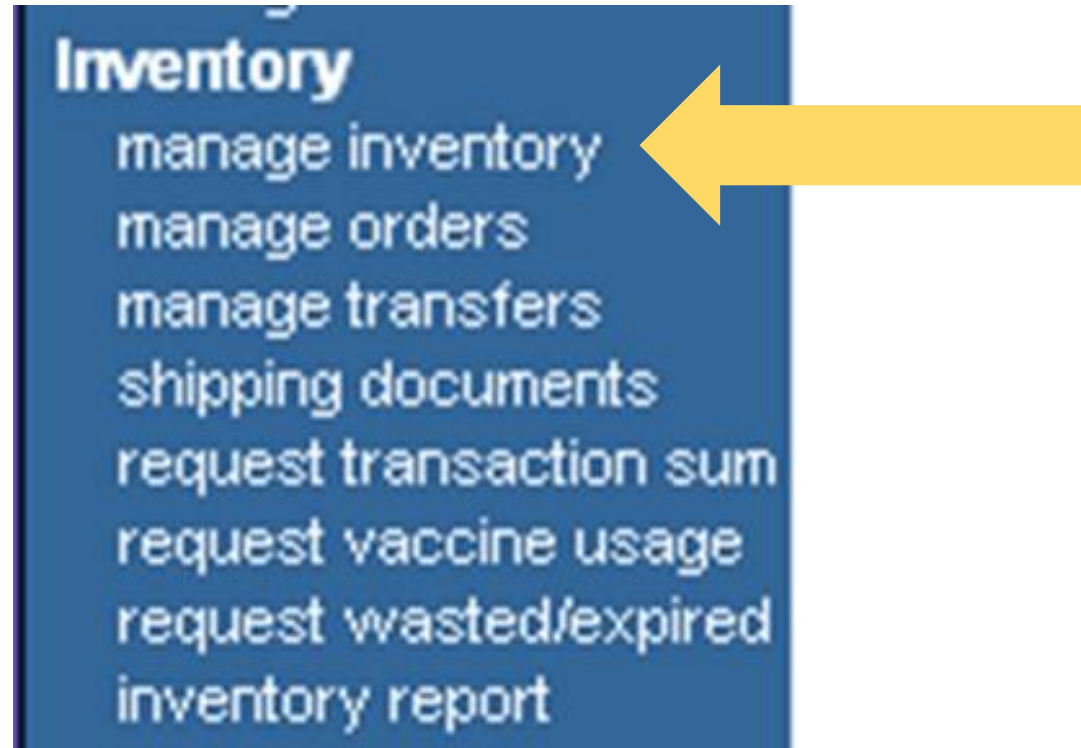 Inventory
manage inventory
manage orders
manage transfers
shipping documents
request transaction sum
request vaccine usage
request wasted/expired
inventory report